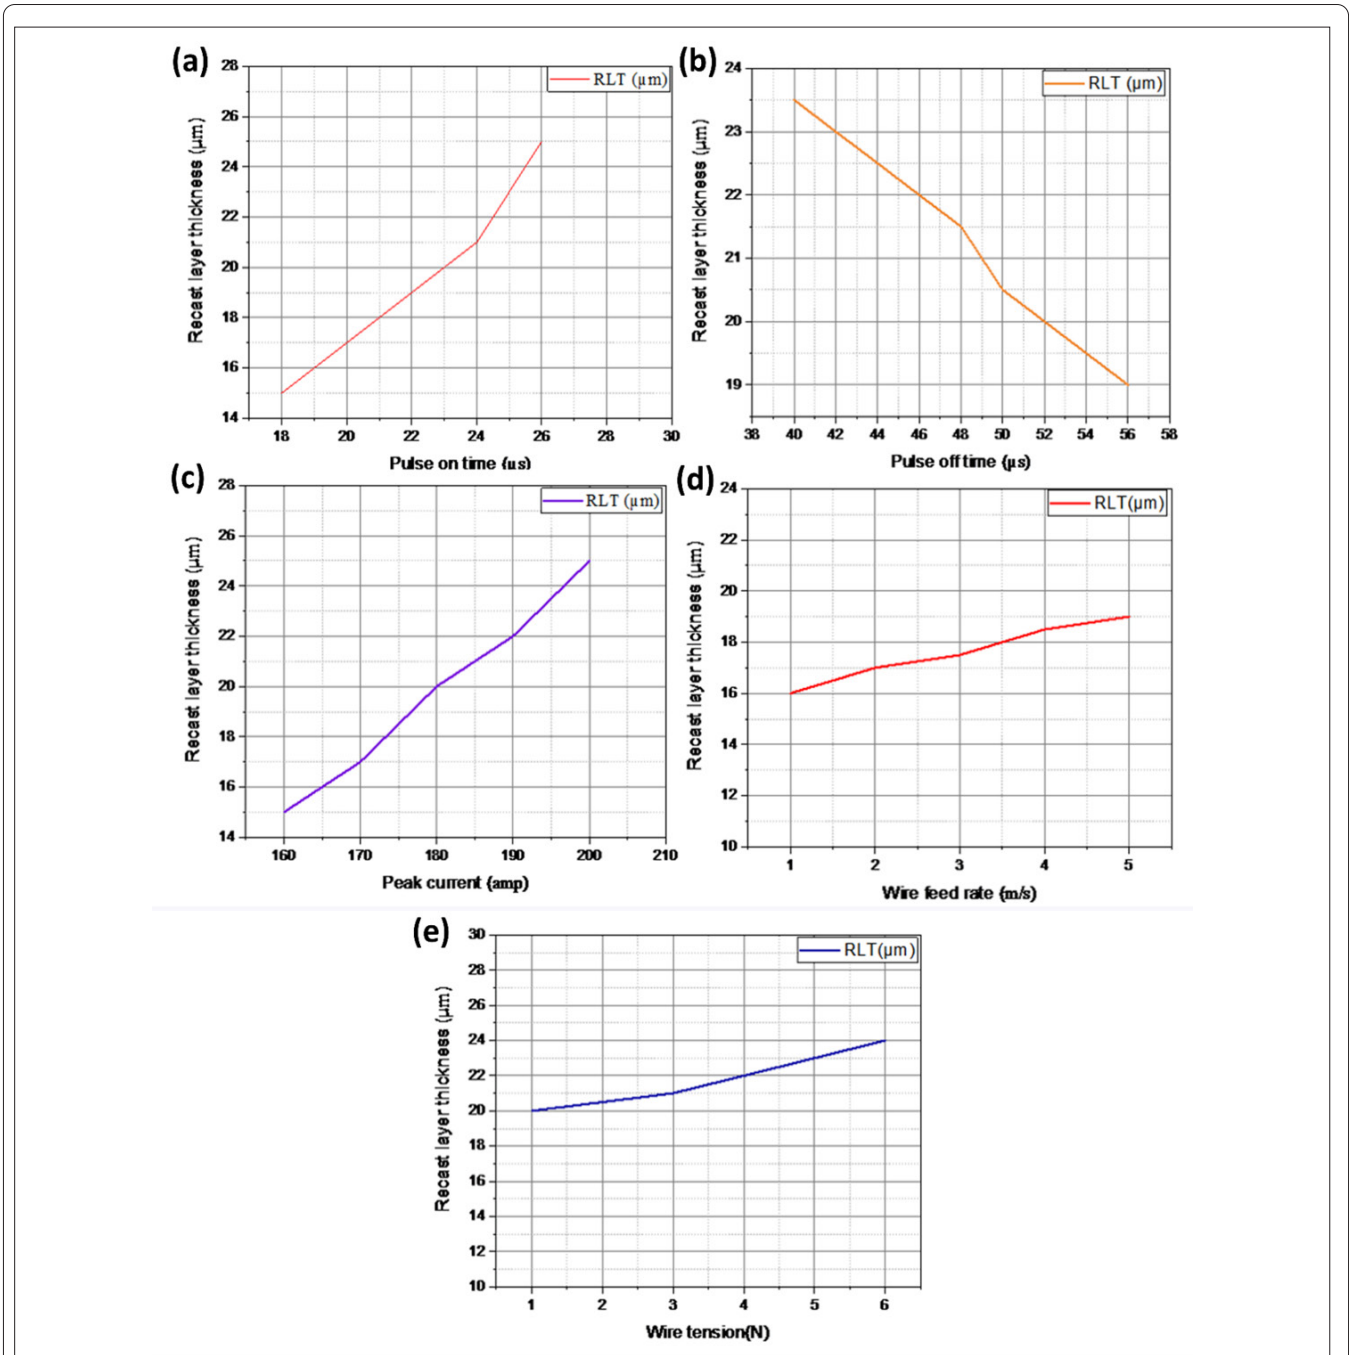 (a)
RLT (µm)
Recast layer thickness (µm)
28
26
24
22
20
18
16
14
18 20 22 24 26 28 30
Pulse on time (µs)
(b)
RLT (µm)
Recast layer thickness (µm)
24
23
22
21
20
19
38 40 42 44 46 48 50 52 54 56 58
Pulse off time (µs)
(c)
RLT (µm)
Recast layer thickness (µm)
28
26
24
22
20
18
16
14
160 170 180 190 200 210
Peak current (amp)
(d)
RLT(µm)
Recast layer thickness (µm)
24
22
20
18
16
14
12
10
1 2 3 4 5
Wire feed rate (m/s)
(e)
RLT(µm)
Recast layer thickness (µm)
30
28
26
24
22
20
18
16
14
12
10
1 2 3 4 5 6
Wire tension(N)